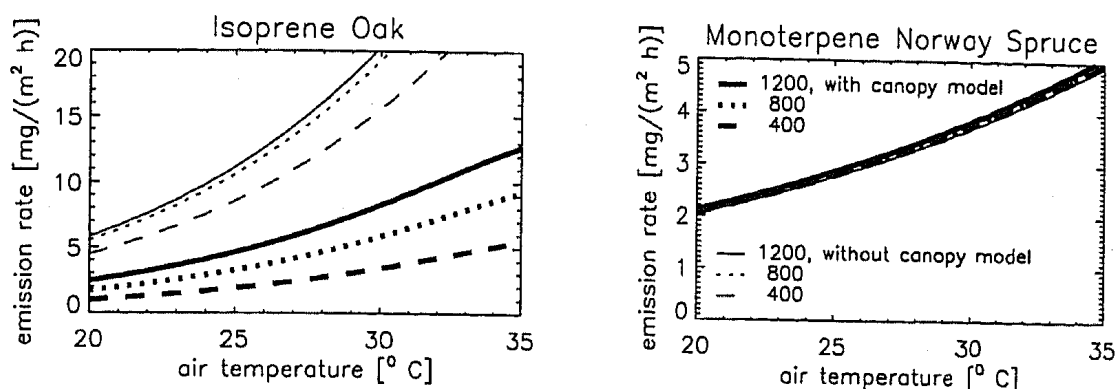 Isoprene Oak
emission rate [mg/(m² h)]
20
15
10
5
0
20 25 30 35
air temperature [° C]
Monoterpene Norway Spruce
emission rate [mg/(m² h)]
5
4
3
2
1
0
1200, with canopy model
800
400
1200, without canopy model
800
400
20 25 30 35
air temperature [° C]